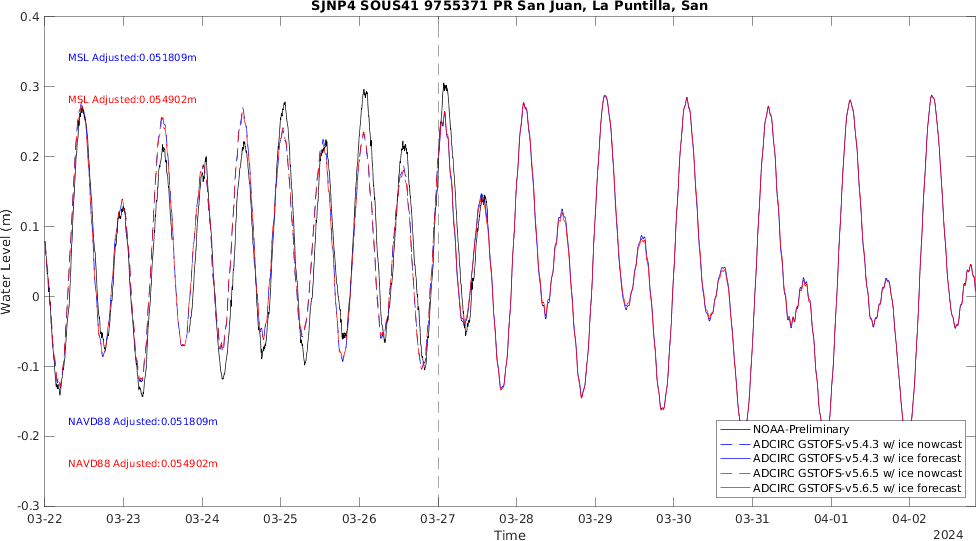 SJNP4 SOUS41 9755371 PR San Juan, La Puntilla, San
0.4
0.3
0.2
0.1
0
-0.1
-0.2
-0.3
Water Level (m)
MSL Adjusted:0.051809m
MSL Adjusted:0.054902m
NAVD88 Adjusted:0.051809m
NAVD88 Adjusted:0.054902m
NOAA-Preliminary
ADCIRC GSTOFS-v5.4.3 w/ ice nowcast
ADCIRC GSTOFS-v5.4.3 w/ ice forecast
ADCIRC GSTOFS-v5.6.5 w/ ice nowcast
ADCIRC GSTOFS-v5.6.5 w/ ice forecast
03-22 03-23 03-24 03-25 03-26 03-27 03-28 03-29 03-30 03-31 04-01 04-02
Time
2024